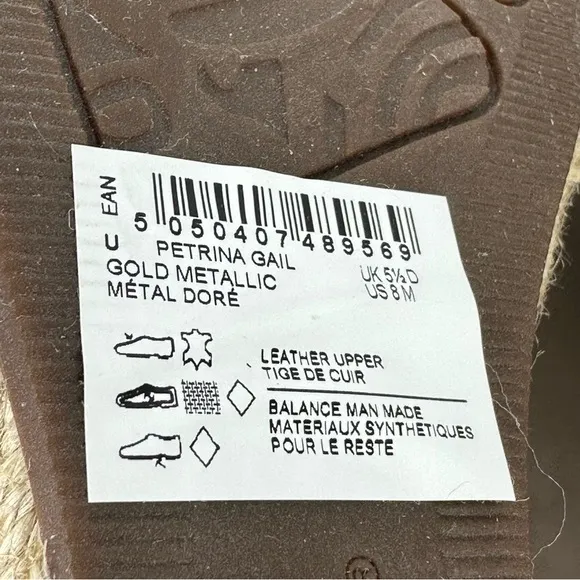 EAN
5 050407 489569
U PETRINA GAIL
GOLD METALLIC UK 5½ D
MÉTAL DORÉ US 8 M
LEATHER UPPER
TIGE DE CUIR
BALANCE MAN MADE
MATERIAUX SYNTHETIQUES
POUR LE RESTE